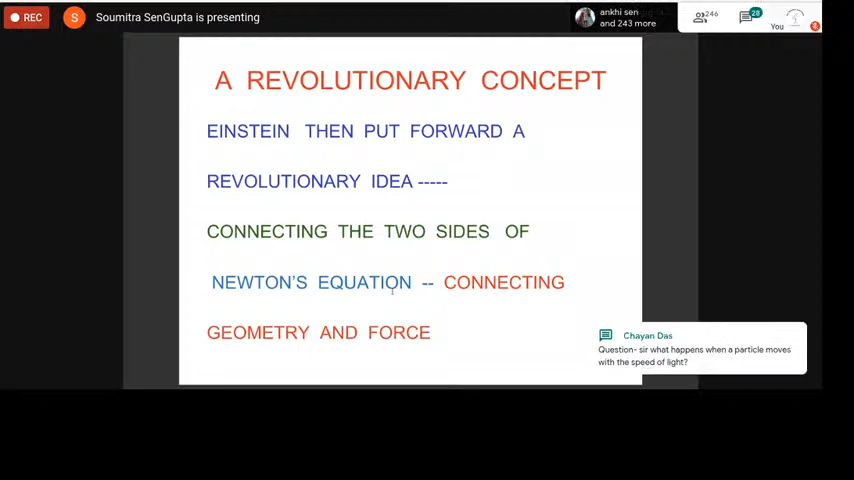 REC
S
Soumitra SenGupta is presenting
ankhi sen
and 243 more
246
28
You
A REVOLUTIONARY CONCEPT
EINSTEIN THEN PUT FORWARD A
REVOLUTIONARY IDEA -----
CONNECTING THE TWO SIDES OF
NEWTON'S EQUATION -- CONNECTING
GEOMETRY AND FORCE
Chayan Das
Question- sir what happens when a particle moves
with the speed of light?